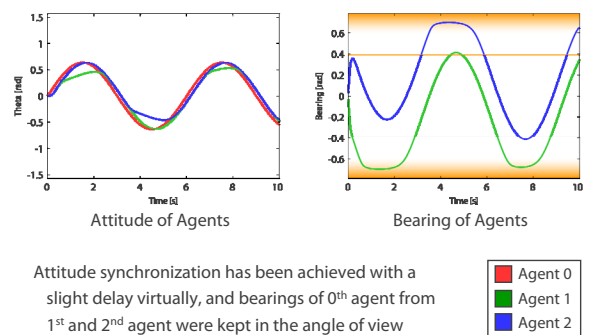 1.5
1
0.5
0
-0.5
-1
-1.5
Theta [rad]
0 2 4 6 8 10
Time [s]
Attitude of Agents
0.6
0.4
0.2
0
-0.2
-0.4
-0.6
Bearing [rad]
0 2 4 6 8 10
Time [s]
Bearing of Agents
Attitude synchronization has been achieved with a
slight delay virtually, and bearings of 0th agent from
1st and 2nd agent were kept in the angle of view
Agent 0
Agent 1
Agent 2